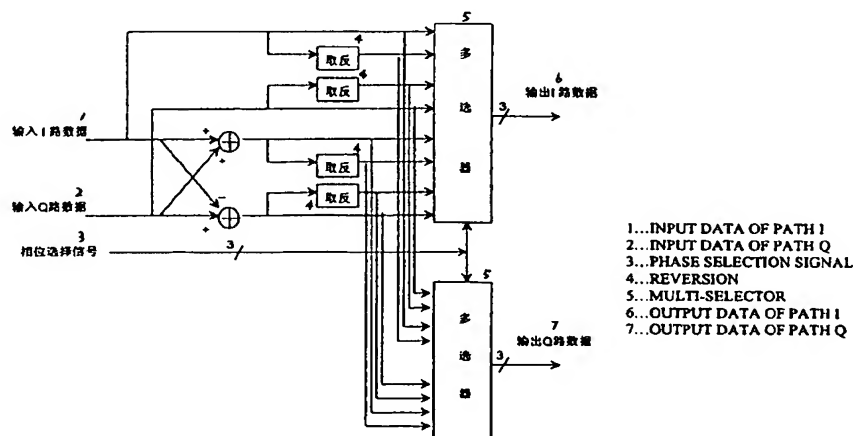 5
4
取反
4
取反
多
选
器
6
输出I路数据
3
1
输入I路数据
+
+
4
取反
2
输入Q路数据
-
+
4
取反
3
相位选择信号
3
5
多
选
器
7
输出Q路数据
3
1...INPUT DATA OF PATH I
2...INPUT DATA OF PATH Q
3...PHASE SELECTION SIGNAL
4...REVERSION
5...MULTI-SELECTOR
6...OUTPUT DATA OF PATH I
7...OUTPUT DATA OF PATH Q